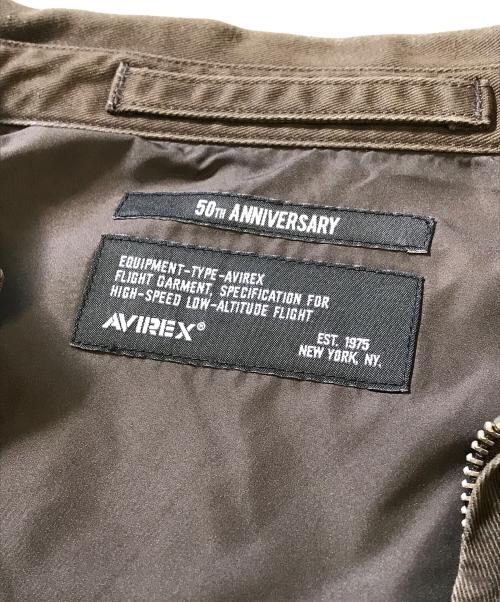 50TH ANNIVERSARY
EQUIPMENT-TYPE-AVIREX
FLIGHT GARMENT, SPECIFICATION FOR
HIGH-SPEED LOW-ALTITUDE FLIGHT
AVIREX®
EST. 1975
NEW YORK, NY.